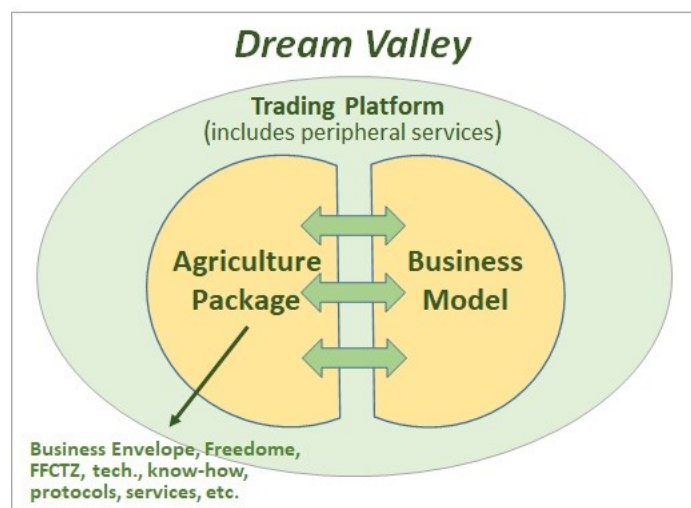 Dream Valley
Trading Platform
(includes peripheral services)
Agriculture
Package
Business
Model
Business Envelope, Freedome,
FFCTZ, tech., know-how,
protocols, services, etc.